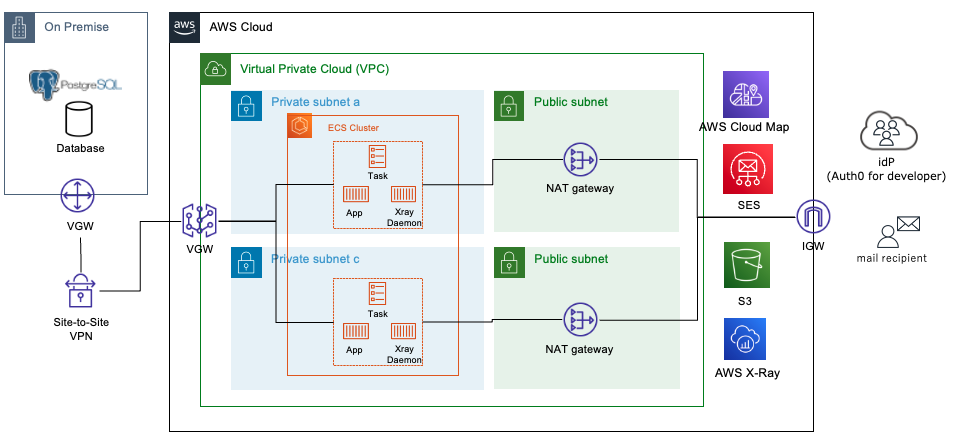 On Premise
PostgreSQL
Database
VGW
Site-to-Site
VPN
aws
AWS Cloud
Virtual Private Cloud (VPC)
Private subnet a
ECS Cluster
Task
App
Xray
Daemon
VGW
Private subnet c
Task
App
Xray
Daemon
Public subnet
NAT gateway
Public subnet
NAT gateway
AWS Cloud Map
SES
S3
AWS X-Ray
IGW
idP
(Auth0 for developer)
mail recipient